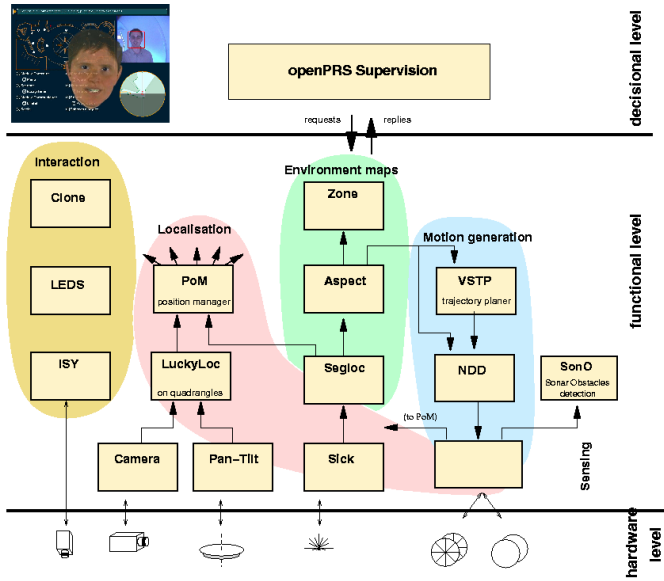 openPRS Supervision
decisional level
requests
replies
Interaction
Environment maps
Clone
Zone
Localisation
Motion generation
functional level
LEDS
PoM
position manager
Aspect
VSTP
trajectory planer
ISY
LuckyLoc
on quadrangles
Segloc
NDD
SonO
Sonar Obstacles
detection
(to PoM)
Camera
Pan-Tilt
Sick
Sensing
hardware
level